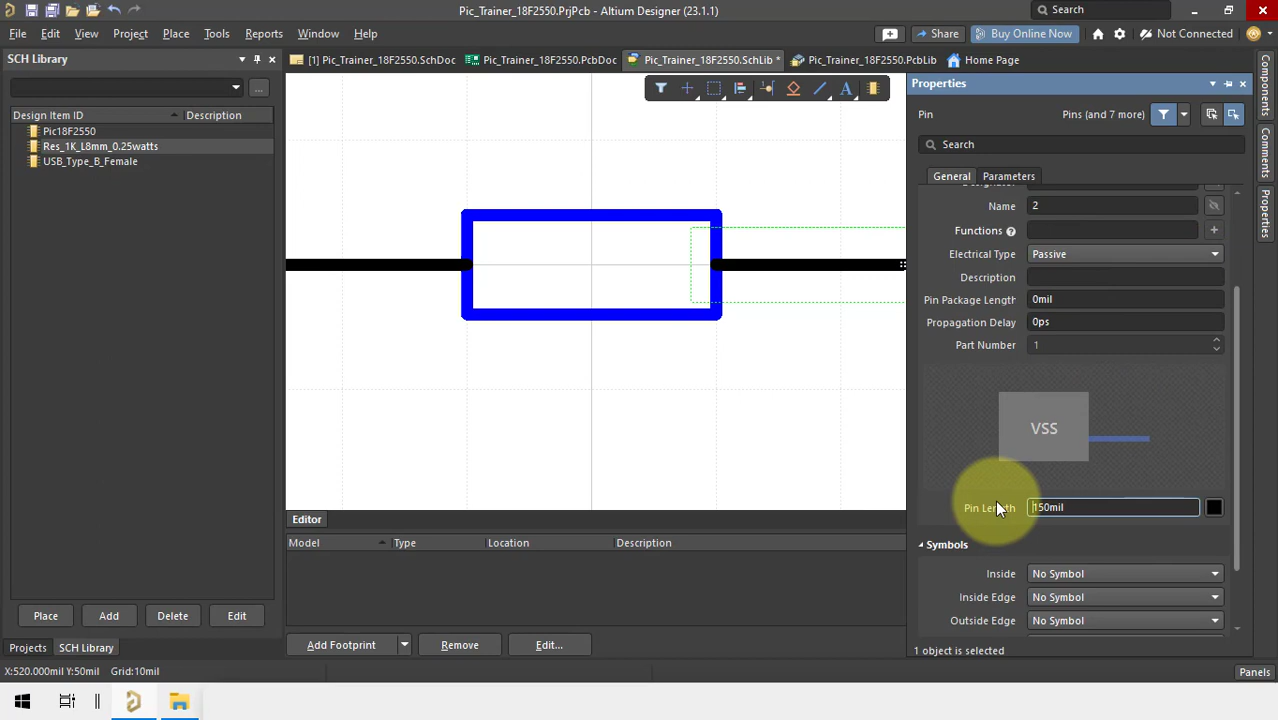 Pic_Trainer_18F2550.PrjPcb - Altium Designer (23.1.1)
Search
File Edit View Project Place Tools Reports Window Help
Share
Buy Online Now
Not Connected
SCH Library
[1] Pic_Trainer_18F2550.SchDoc
Pic_Trainer_18F2550.PcbDoc
Pic_Trainer_18F2550.SchLib *
Pic_Trainer_18F2550.PcbLib
Home Page
...
Design Item ID
Description
Pic18F2550
Res_1K_L8mm_0.25watts
USB_Type_B_Female
A
Properties
Pin
Pins (and 7 more)
Search
General
Parameters
Name
2
Functions
Electrical Type
Passive
Description
Pin Package Length
0mil
Propagation Delay
0ps
Part Number
1
VSS
Pin Length
150mil
Symbols
Inside
No Symbol
Inside Edge
No Symbol
Outside Edge
No Symbol
1 object is selected
Components
Comments
Properties
Editor
Model
Type
Location
Description
Place
Add
Delete
Edit
Add Footprint
Remove
Edit...
Projects
SCH Library
X:520.000mil Y:50mil Grid:10mil
Panels